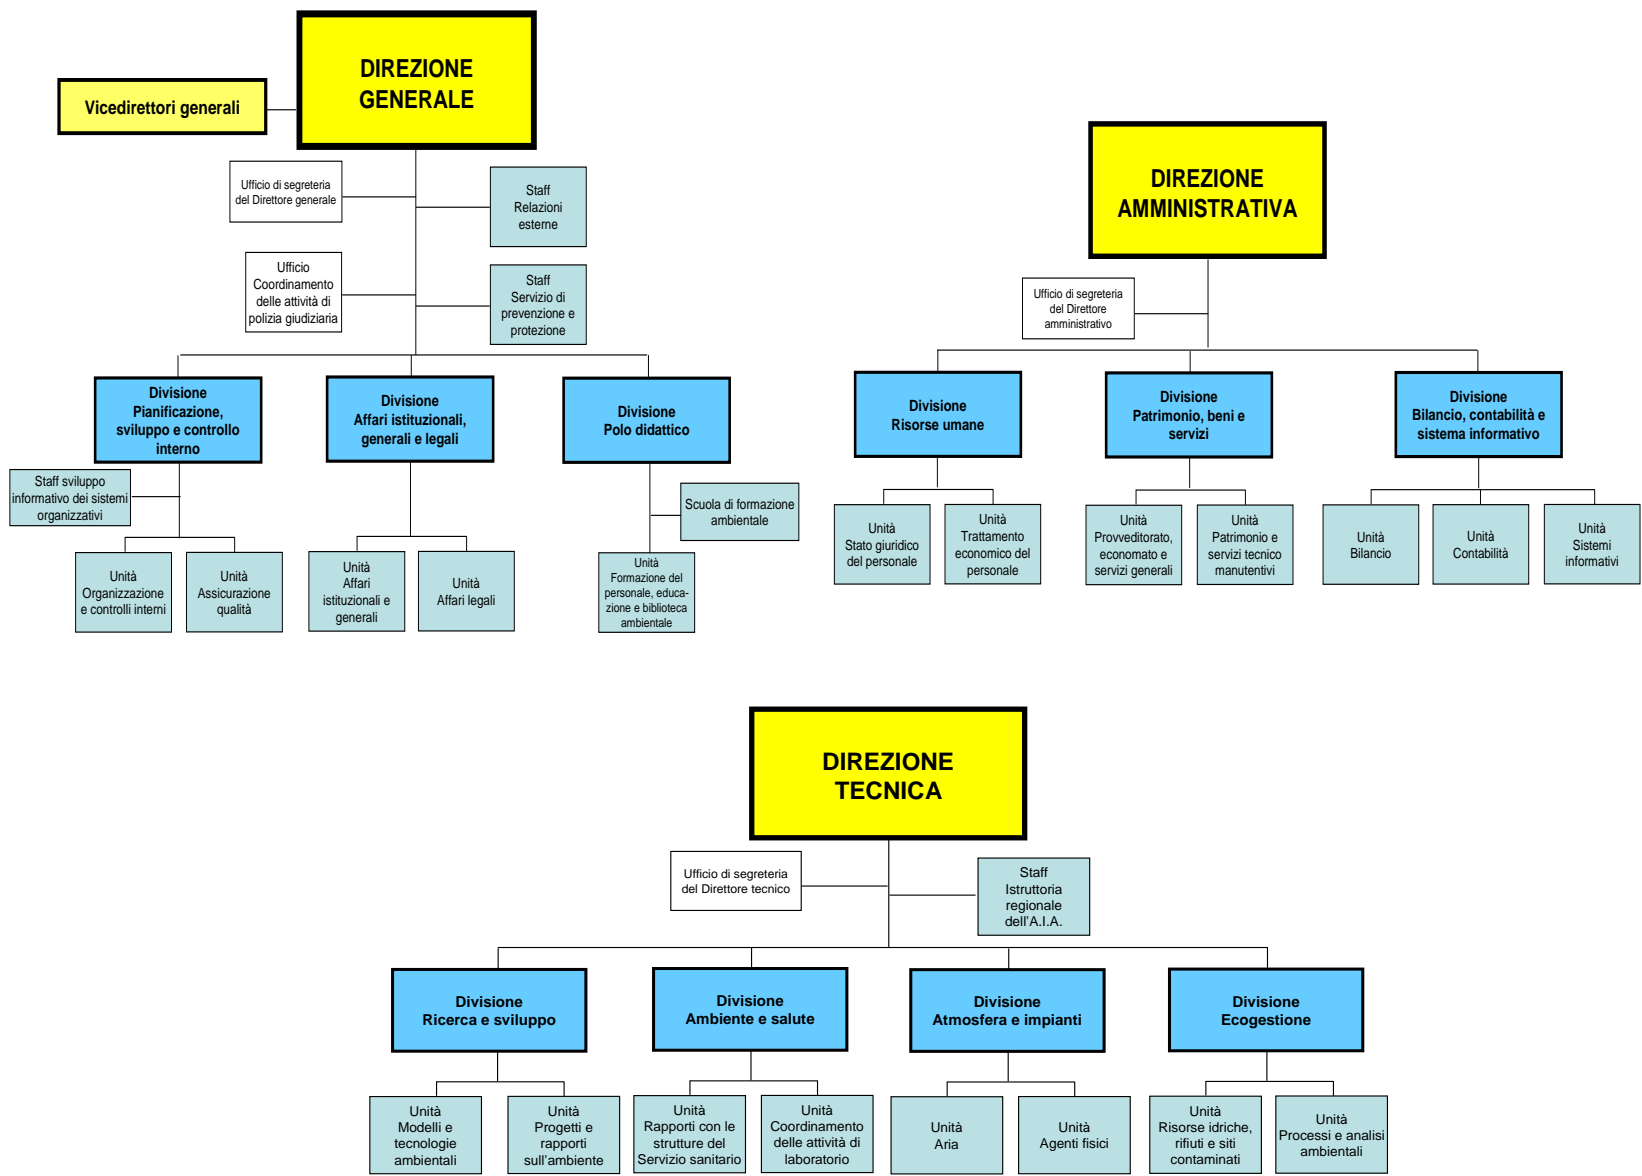 DIREZIONE
GENERALE
Vicedirettori generali
Ufficio di segreteria
del Direttore generale
Staff
Relazioni
esterne
Ufficio
Coordinamento
delle attività di
polizia giudiziaria
Staff
Servizio di
prevenzione e
protezione
Divisione
Pianificazione,
sviluppo e controllo
interno
Divisione
Affari istituzionali,
generali e legali
Divisione
Polo didattico
Staff sviluppo
informativo dei sistemi
organizzativi
Scuola di formazione
ambientale
Unità
Organizzazione
e controlli interni
Unità
Assicurazione
qualità
Unità
Affari
istituzionali e
generali
Unità
Affari legali
Unità
Formazione del
personale, educa-
zione e biblioteca
ambientale
DIREZIONE
AMMINISTRATIVA
Ufficio di segreteria
del Direttore
amministrativo
Divisione
Risorse umane
Divisione
Patrimonio, beni e
servizi
Divisione
Bilancio, contabilità e
sistema informativo
Unità
Stato giuridico
del personale
Unità
Trattamento
economico del
personale
Unità
Provveditorato,
economato e
servizi generali
Unità
Patrimonio e
servizi tecnico
manutentivi
Unità
Bilancio
Unità
Contabilità
Unità
Sistemi
informativi
DIREZIONE
TECNICA
Ufficio di segreteria
del Direttore tecnico
Staff
Istruttoria
regionale
dell'A.I.A.
Divisione
Ricerca e sviluppo
Divisione
Ambiente e salute
Divisione
Atmosfera e impianti
Divisione
Ecogestione
Unità
Modelli e
tecnologie
ambientali
Unità
Progetti e
rapporti
sull'ambiente
Unità
Rapporti con le
strutture del
Servizio sanitario
Unità
Coordinamento
delle attività di
laboratorio
Unità
Aria
Unità
Agenti fisici
Unità
Risorse idriche,
rifiuti e siti
contaminati
Unità
Processi e analisi
ambientali